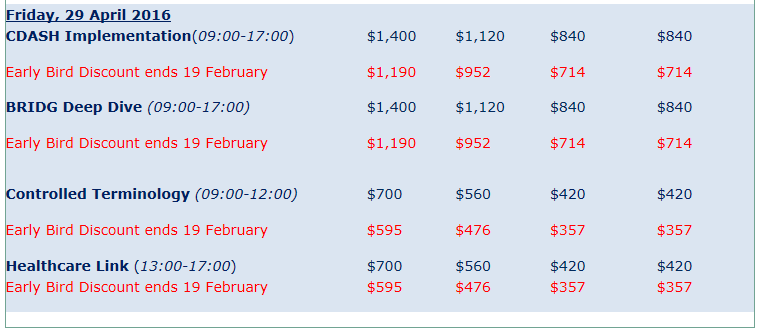 Friday, 29 April 2016
CDASH Implementation(09:00-17:00) $1,400 $1,120 $840 $840
Early Bird Discount ends 19 February $1,190 $952 $714 $714
BRIDG Deep Dive (09:00-17:00) $1,400 $1,120 $840 $840
Early Bird Discount ends 19 February $1,190 $952 $714 $714
Controlled Terminology (09:00-12:00) $700 $560 $420 $420
Early Bird Discount ends 19 February $595 $476 $357 $357
Healthcare Link (13:00-17:00) $700 $560 $420 $420
Early Bird Discount ends 19 February $595 $476 $357 $357